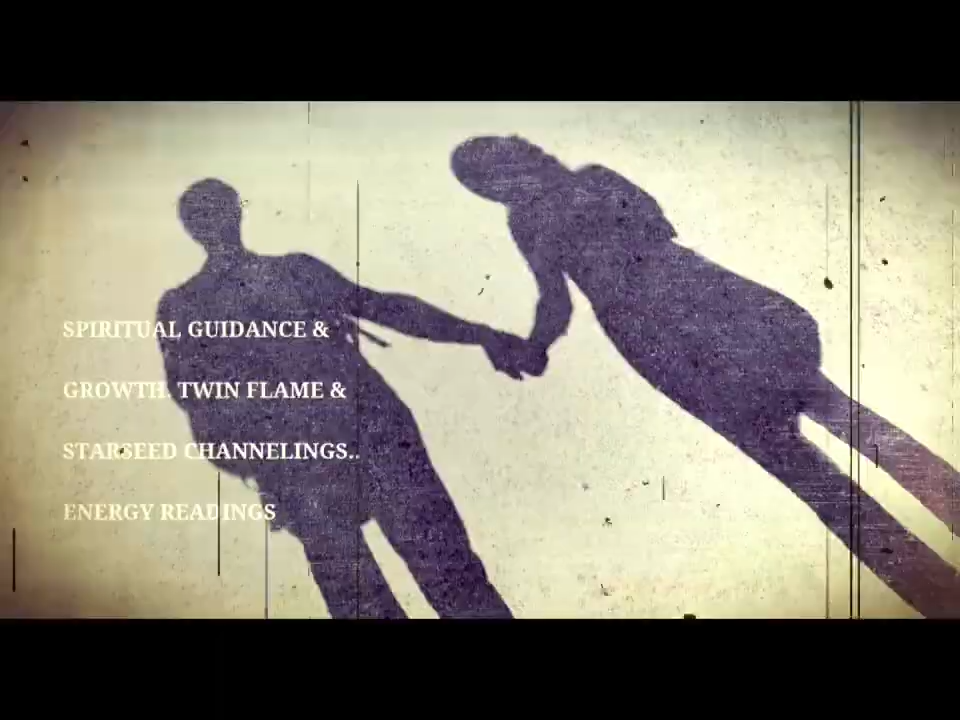 SPIRITUAL GUIDANCE &
GROWTH. TWIN FLAME &
STARSEED CHANNELINGS..
ENERGY READINGS